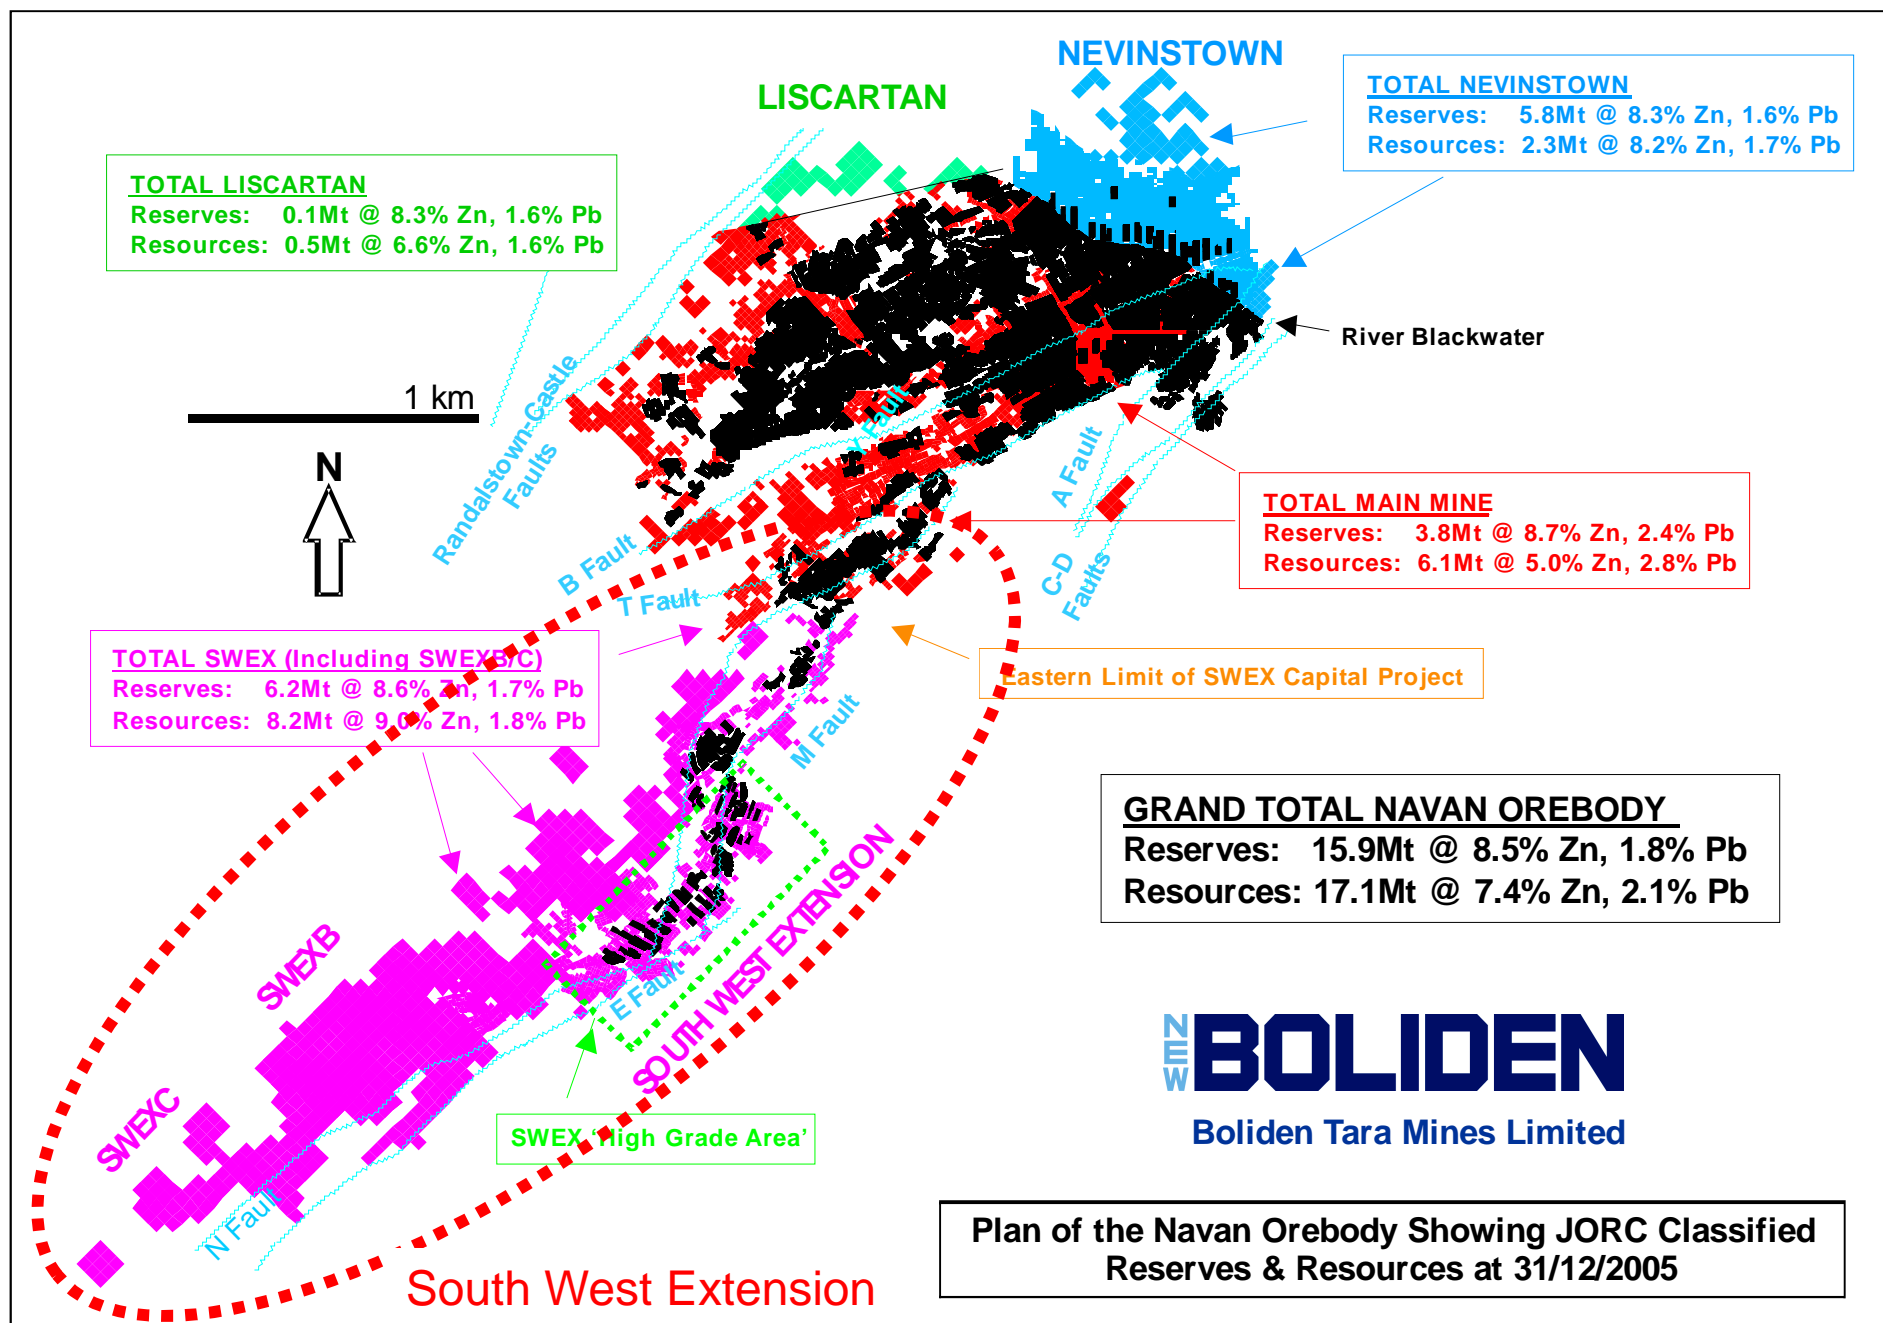 NEVINSTOWN
LISCARTAN
TOTAL NEVINSTOWN
Reserves: 5.8Mt @ 8.3% Zn, 1.6% Pb
Resources: 2.3Mt @ 8.2% Zn, 1.7% Pb
TOTAL LISCARTAN
Reserves: 0.1Mt @ 8.3% Zn, 1.6% Pb
Resources: 0.5Mt @ 6.6% Zn, 1.6% Pb
River Blackwater
1 km
N
Randalstown-Castle
Faults
Y Fault
A Fault
B Fault
T Fault
C-D
Faults
TOTAL MAIN MINE
Reserves: 3.8Mt @ 8.7% Zn, 2.4% Pb
Resources: 6.1Mt @ 5.0% Zn, 2.8% Pb
TOTAL SWEX (Including SWEXB/C)
Reserves: 6.2Mt @ 8.6% Zn, 1.7% Pb
Resources: 8.2Mt @ 9.0% Zn, 1.8% Pb
Eastern Limit of SWEX Capital Project
M Fault
GRAND TOTAL NAVAN OREBODY
Reserves: 15.9Mt @ 8.5% Zn, 1.8% Pb
Resources: 17.1Mt @ 7.4% Zn, 2.1% Pb
SOUTH WEST EXTENSION
SWEXB
E Fault
SWEXC
N Fault
SWEX ‘High Grade Area’
NEW
BOLIDEN
Boliden Tara Mines Limited
Plan of the Navan Orebody Showing JORC Classified
Reserves & Resources at 31/12/2005
South West Extension